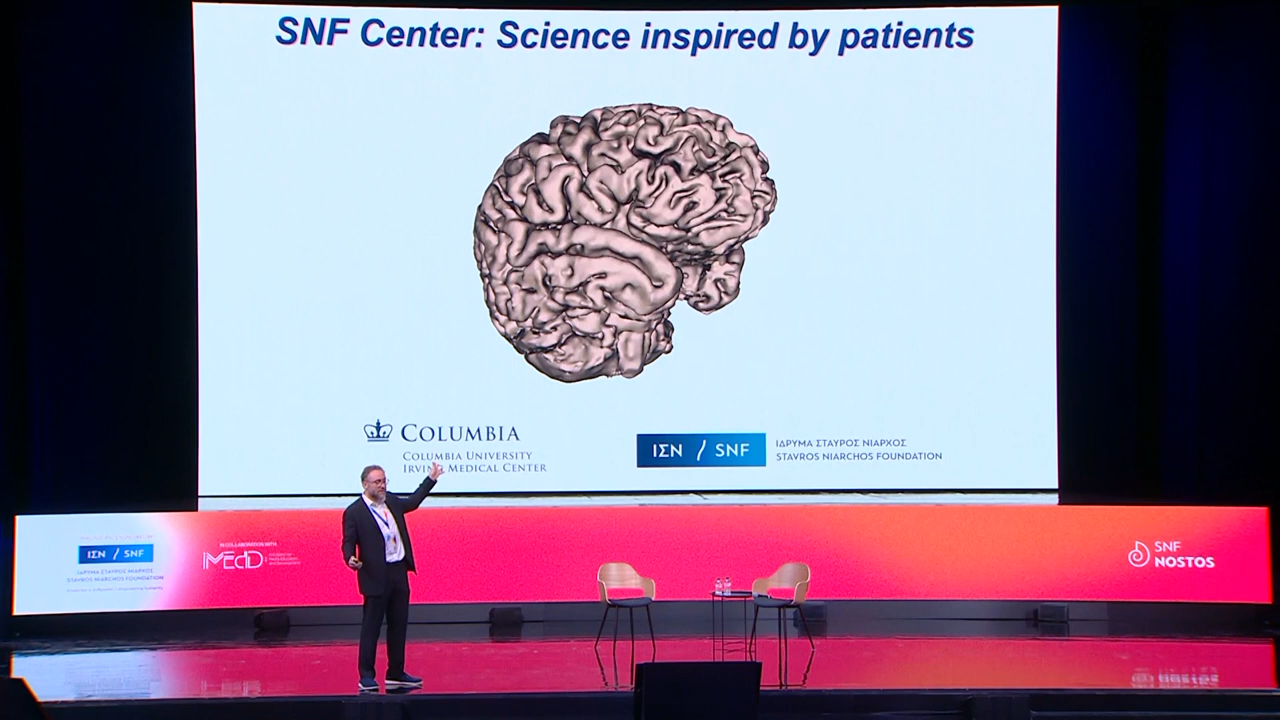 SNF Center: Science inspired by patients
COLUMBIA
COLUMBIA UNIVERSITY
IRVING MEDICAL CENTER
ΙΣΝ / SNF
ΙΔΡΥΜΑ ΣΤΑΥΡΟΣ ΝΙΑΡΧΟΣ
STAVROS NIARCHOS FOUNDATION
ΙΣΝ / SNF
ΙΔΡΥΜΑ ΣΤΑΥΡΟΣ ΝΙΑΡΧΟΣ
STAVROS NIARCHOS FOUNDATION
IN COLLABORATION WITH
iMEdD
SNF
NOSTOS